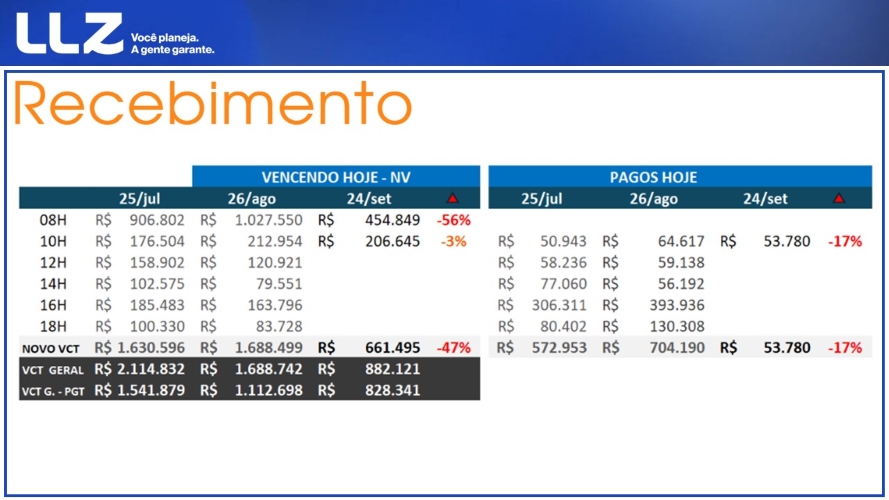 LLZ Você planeja.
A gente garante.
Recebimento
VENCENDO HOJE - NV PAGOS HOJE
25/jul 26/ago 24/set 25/jul 26/ago 24/set
08H R$ 906.802 R$ 1.027.550 R$ 454.849 -56%
10H R$ 176.504 R$ 212.954 R$ 206.645 -3% R$ 50.943 R$ 64.617 R$ 53.780 -17%
12H R$ 158.902 R$ 120.921 R$ 58.236 R$ 59.138
14H R$ 102.575 R$ 79.551 R$ 77.060 R$ 56.192
16H R$ 185.483 R$ 163.796 R$ 306.311 R$ 393.936
18H R$ 100.330 R$ 83.728 R$ 80.402 R$ 130.308
NOVO VCT R$ 1.630.596 R$ 1.688.499 R$ 661.495 -47% R$ 572.953 R$ 704.190 R$ 53.780 -17%
VCT GERAL R$ 2.114.832 R$ 1.688.742 R$ 882.121
VCT G. - PGT R$ 1.541.879 R$ 1.112.698 R$ 828.341